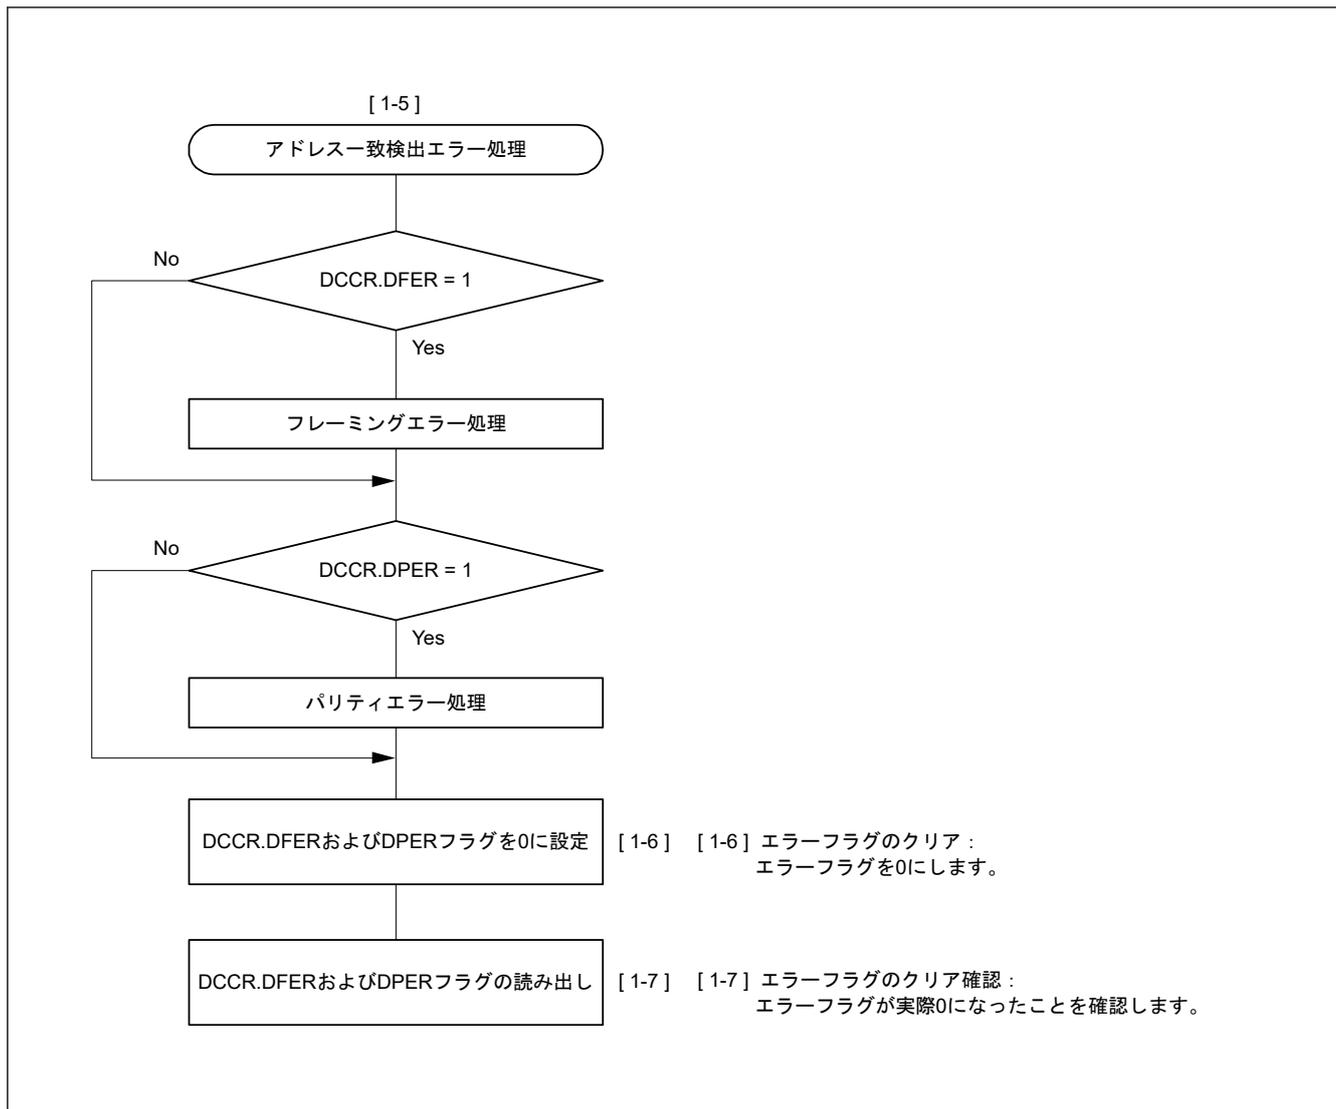 [ 1-5 ]
アドレス一致検出エラー処理
No
DCCR.DFER = 1
Yes
フレーミングエラー処理
No
DCCR.DPER = 1
Yes
パリティエラー処理
DCCR.DFERおよびDPERフラグを0に設定 [ 1-6 ] [ 1-6 ] エラーフラグのクリア：
エラーフラグを0にします。
DCCR.DFERおよびDPERフラグの読み出し [ 1-7 ] [ 1-7 ] エラーフラグのクリア確認：
エラーフラグが実際0になったことを確認します。